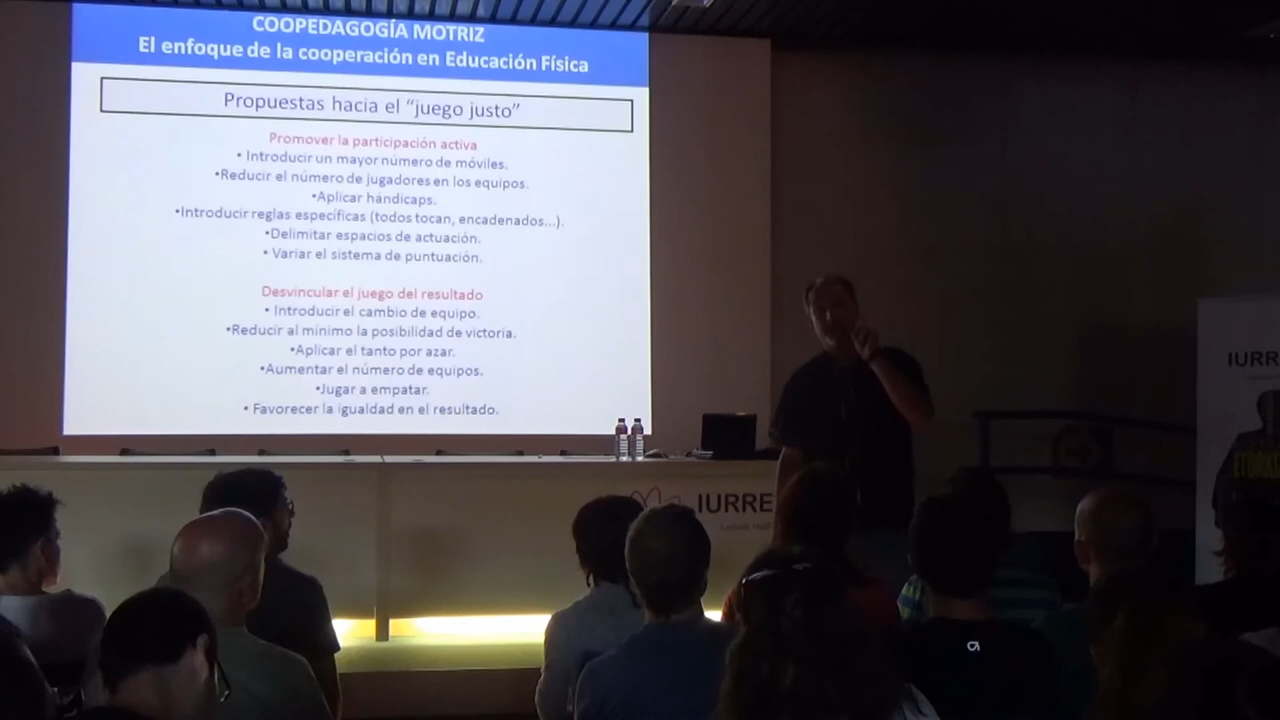 COOPEDAGOGÍA MOTRIZ
El enfoque de la cooperación en Educación Física
Propuestas hacia el “juego justo”
Promover la participación activa
• Introducir un mayor número de móviles.
•Reducir el número de jugadores en los equipos.
•Aplicar hándicaps.
•Introducir reglas específicas (todos tocan, encadenados...).
•Delimitar espacios de actuación.
• Variar el sistema de puntuación.
Desvincular el juego del resultado
• Introducir el cambio de equipo.
•Reducir al mínimo la posibilidad de victoria.
•Aplicar el tanto por azar.
•Aumentar el número de equipos.
•Jugar a empatar.
• Favorecer la igualdad en el resultado.
IURR
IURRE